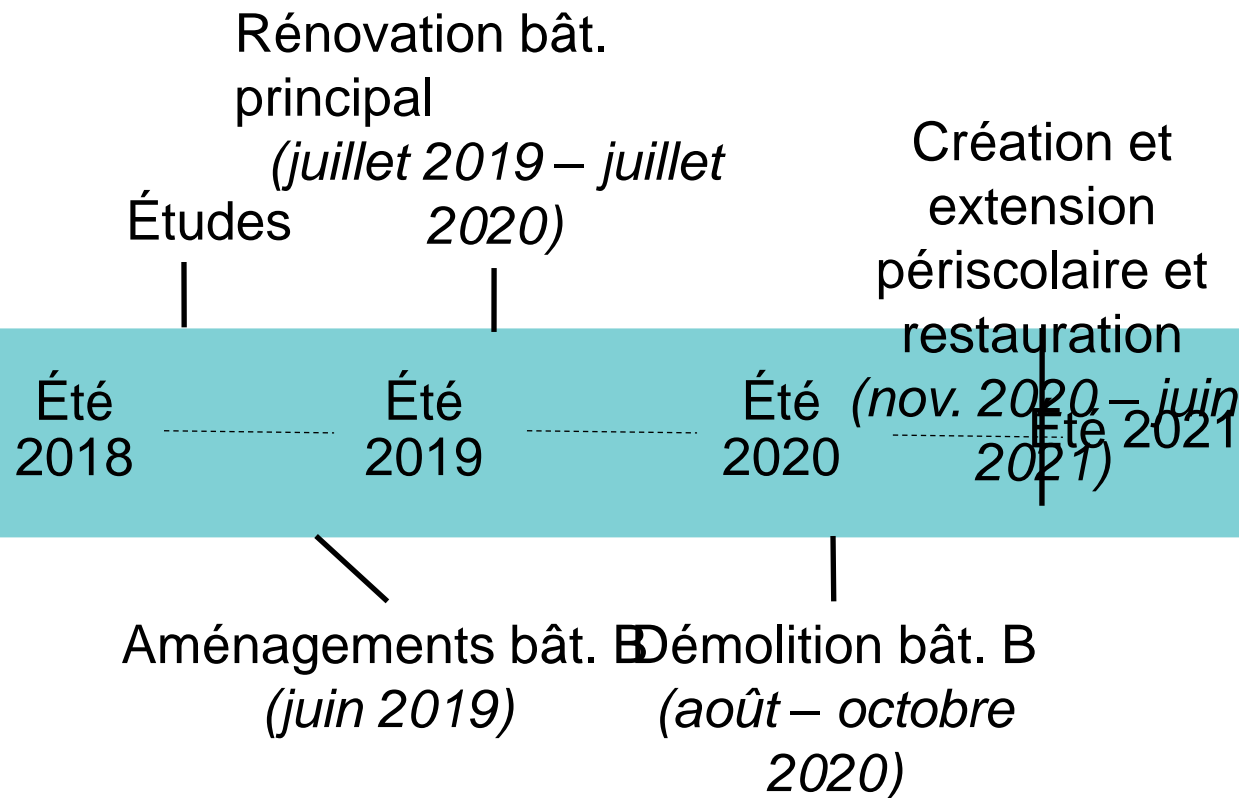 Rénovation bât.
principal
(juillet 2019 – juillet
2020)
Études
Création et
extension
périscolaire et
restauration
(nov. 2020 – juin
2021)
Été
2018
Été
2019
Été
2020
Été 2021
Aménagements bât. B
(juin 2019)
Démolition bât. B
(août – octobre
2020)